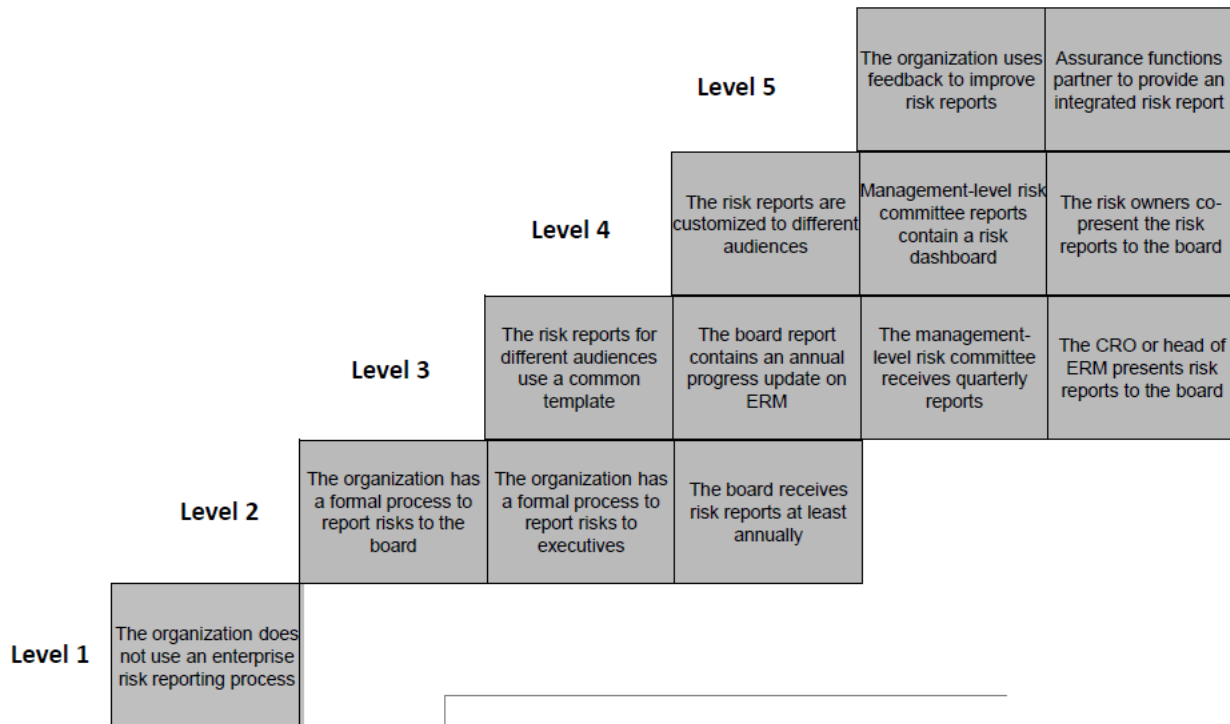 Level 5
The organization uses
feedback to improve
risk reports
Assurance functions
partner to provide an
integrated risk report
Level 4
The risk reports are
customized to different
audiences
Management-level risk
committee reports
contain a risk
dashboard
The risk owners co-
present the risk
reports to the board
Level 3
The risk reports for
different audiences
use a common
template
The board report
contains an annual
progress update on
ERM
The management-
level risk committee
receives quarterly
reports
The CRO or head of
ERM presents risk
reports to the board
Level 2
The organization has
a formal process to
report risks to the
board
The organization has
a formal process to
report risks to
executives
The board receives
risk reports at least
annually
Level 1
The organization does
not use an enterprise
risk reporting process